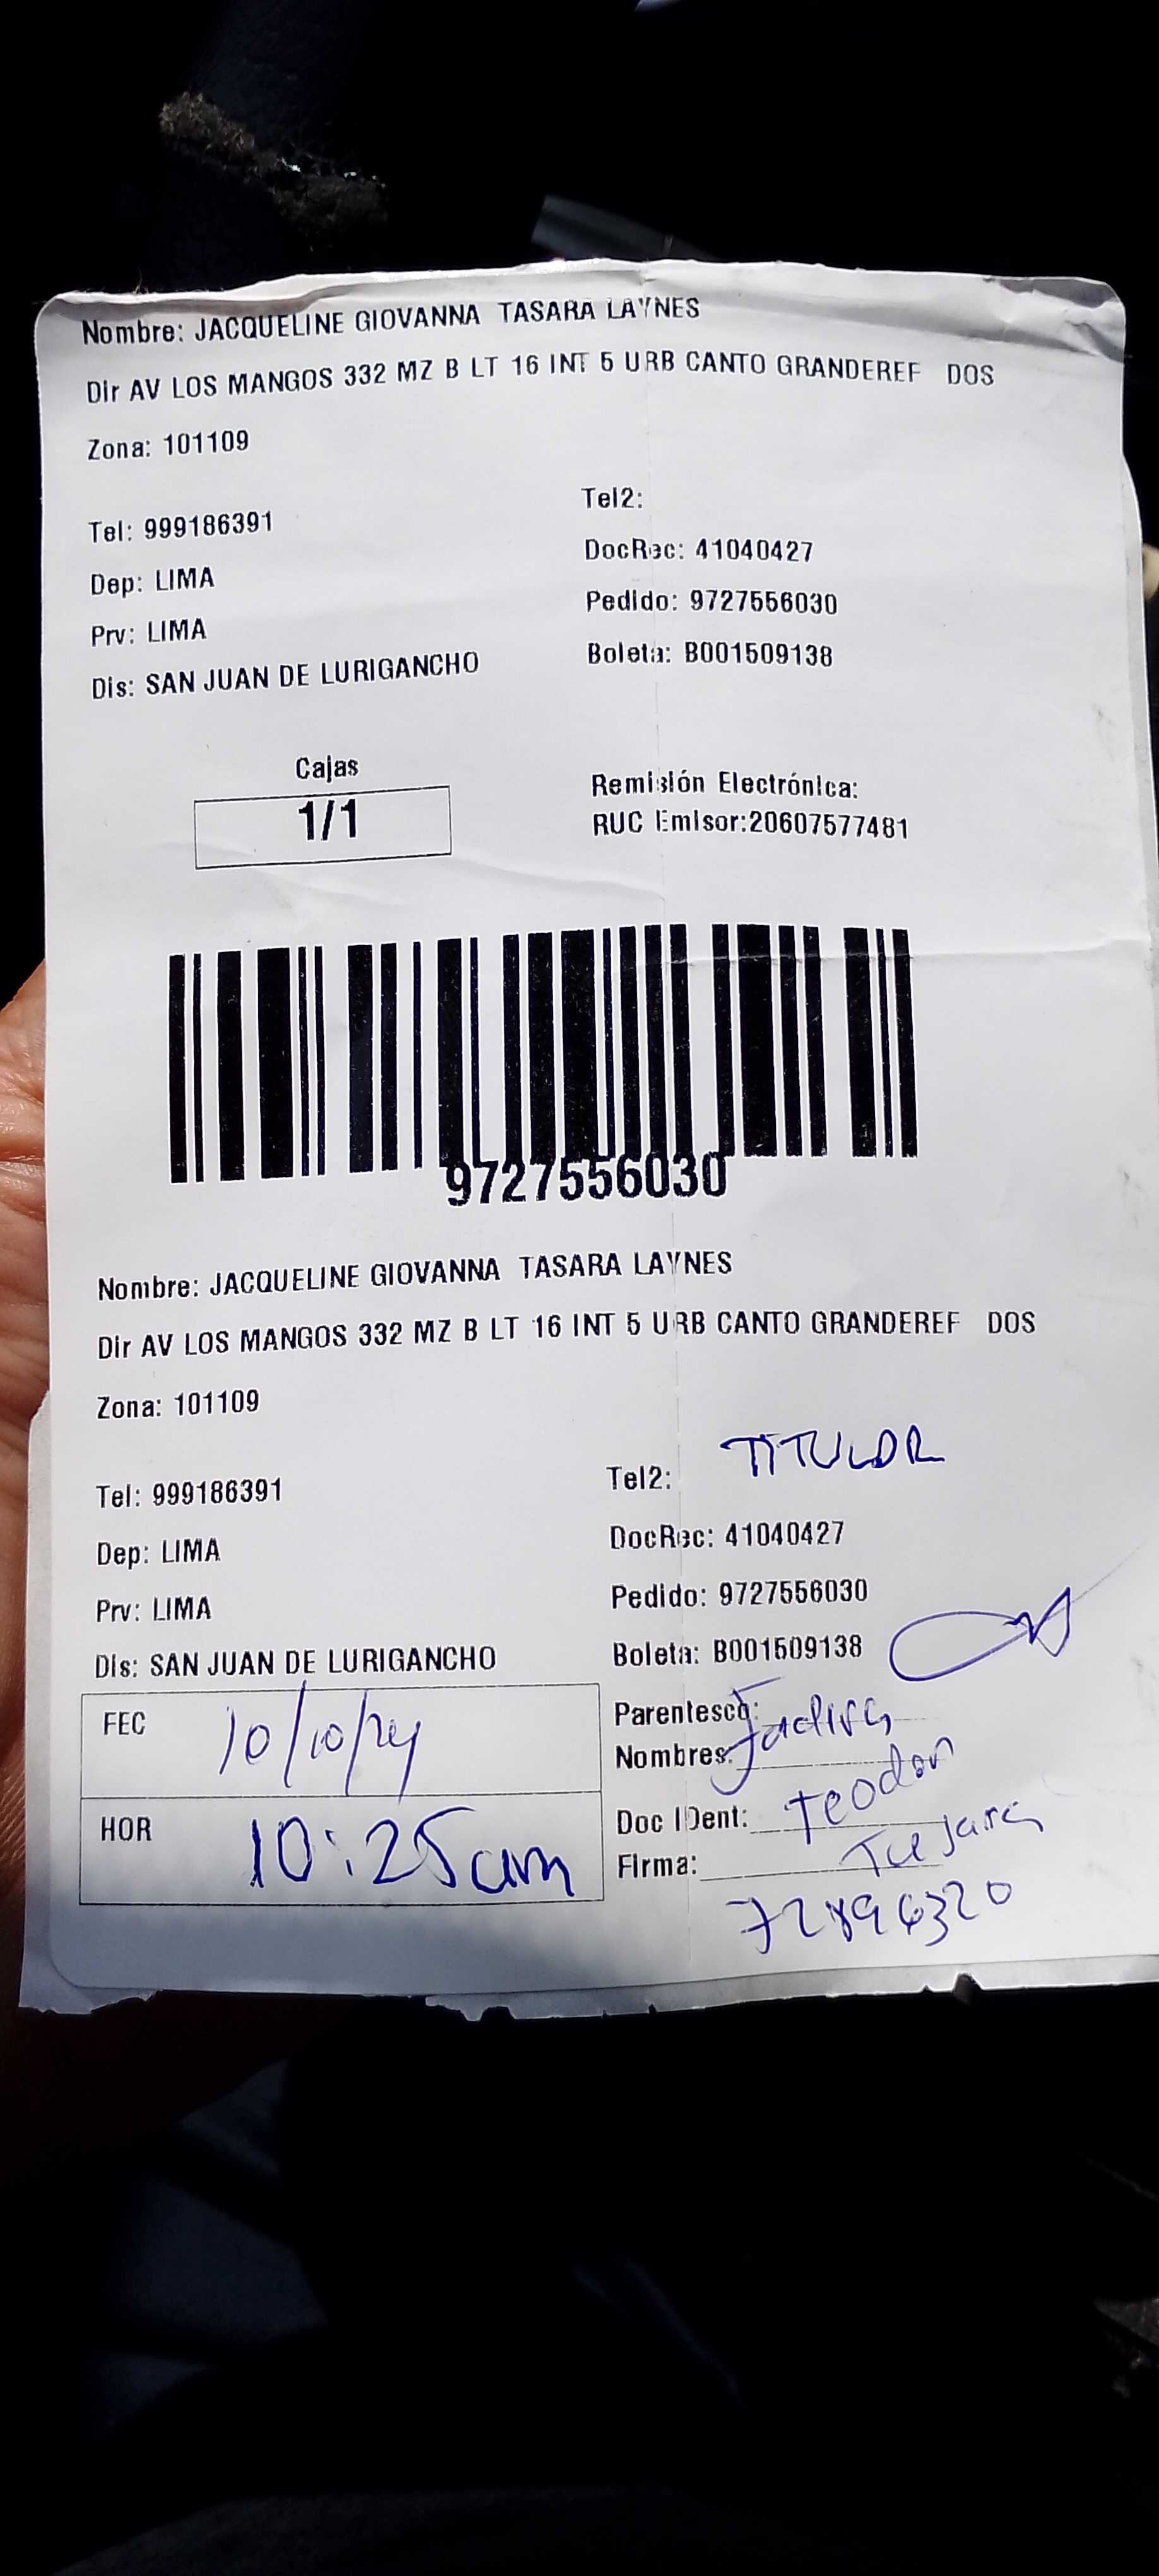 Nombre: JACQUELINE GIOVANNA TASARA LAYNES
Dir AV LOS MANGOS 332 MZ B LT 16 INT 5 URB CANTO GRANDEREF DOS
Zona: 101109
Tel2:
Tel: 999186391
DocRec: 41040427
Dep: LIMA
Pedido: 9727556030
Prv: LIMA
Boleta: B001509138
Dis: SAN JUAN DE LURIGANCHO
Cajas
1/1
Remisión Electrónica:
RUC Emisor:20607577481
9727556030
Nombre: JACQUELINE GIOVANNA TASARA LAYNES
Dir AV LOS MANGOS 332 MZ B LT 16 INT 5 URB CANTO GRANDEREF DOS
Zona: 101109
TITULAR
Tel2:
Tel: 999186391
DocRec: 41040427
Dep: LIMA
Pedido: 9727556030
Prv: LIMA
Boleta: B001509138
Dis: SAN JUAN DE LURIGANCHO
FEC 10/10/24
Parentesco:
Nombres:
HOR 10:25am
Doc IDent: Teodor
Firma: